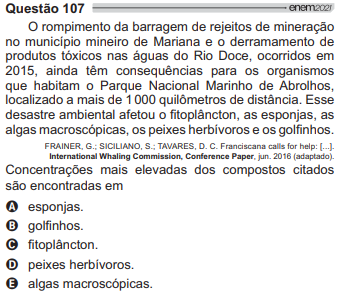 Questão 107 enem2021
O rompimento da barragem de rejeitos de mineração
no município mineiro de Mariana e o derramamento de
produtos tóxicos nas águas do Rio Doce, ocorridos em
2015, ainda têm consequências para os organismos
que habitam o Parque Nacional Marinho de Abrolhos,
localizado a mais de 1 000 quilômetros de distância. Esse
desastre ambiental afetou o fitoplâncton, as esponjas, as
algas macroscópicas, os peixes herbívoros e os golfinhos.
FRAINER, G.; SICILIANO, S.; TAVARES, D. C. Franciscana calls for help: [...].
International Whaling Commission, Conference Paper, jun. 2016 (adaptado).
Concentrações mais elevadas dos compostos citados
são encontradas em
A esponjas.
B golfinhos.
C fitoplâncton.
D peixes herbívoros.
E algas macroscópicas.